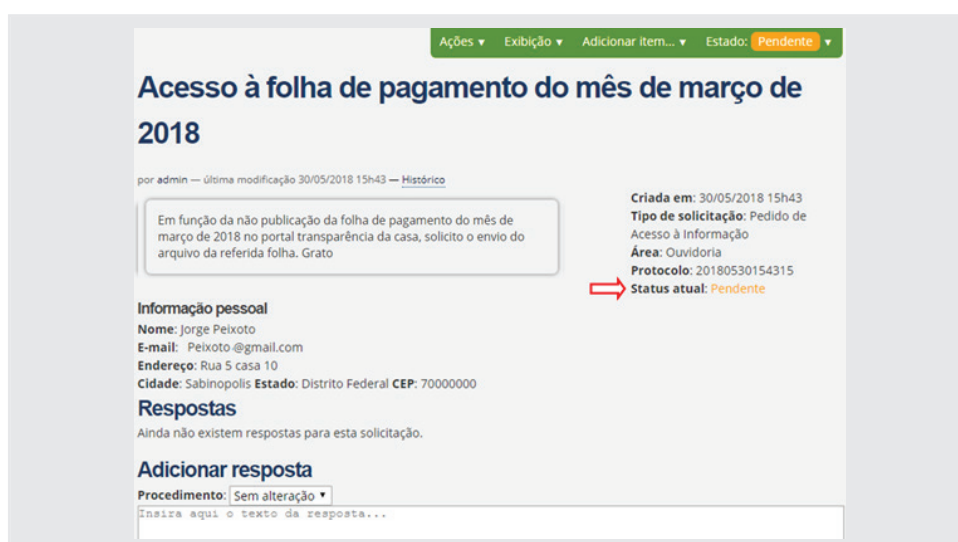 Ações ▾ Exibição ▾ Adicionar item... ▾ Estado: Pendente ▾
Acesso à folha de pagamento do mês de março de
2018
por admin — última modificação 30/05/2018 15h43 — Histórico
Em função da não publicação da folha de pagamento do mês de
março de 2018 no portal transparência da casa, solicito o envio do
arquivo da referida folha. Grato
Criada em: 30/05/2018 15h43
Tipo de solicitação: Pedido de
Acesso à Informação
Área: Ouvidoria
Protocolo: 20180530154315
Status atual: Pendente
Informação pessoal
Nome: Jorge Peixoto
E-mail: Peixoto@gmail.com
Endereço: Rua 5 casa 10
Cidade: Sabinopolis Estado: Distrito Federal CEP: 70000000
Respostas
Ainda não existem respostas para esta solicitação.
Adicionar resposta
Procedimento: Sem alteração ▾
Insira aqui o texto da resposta...